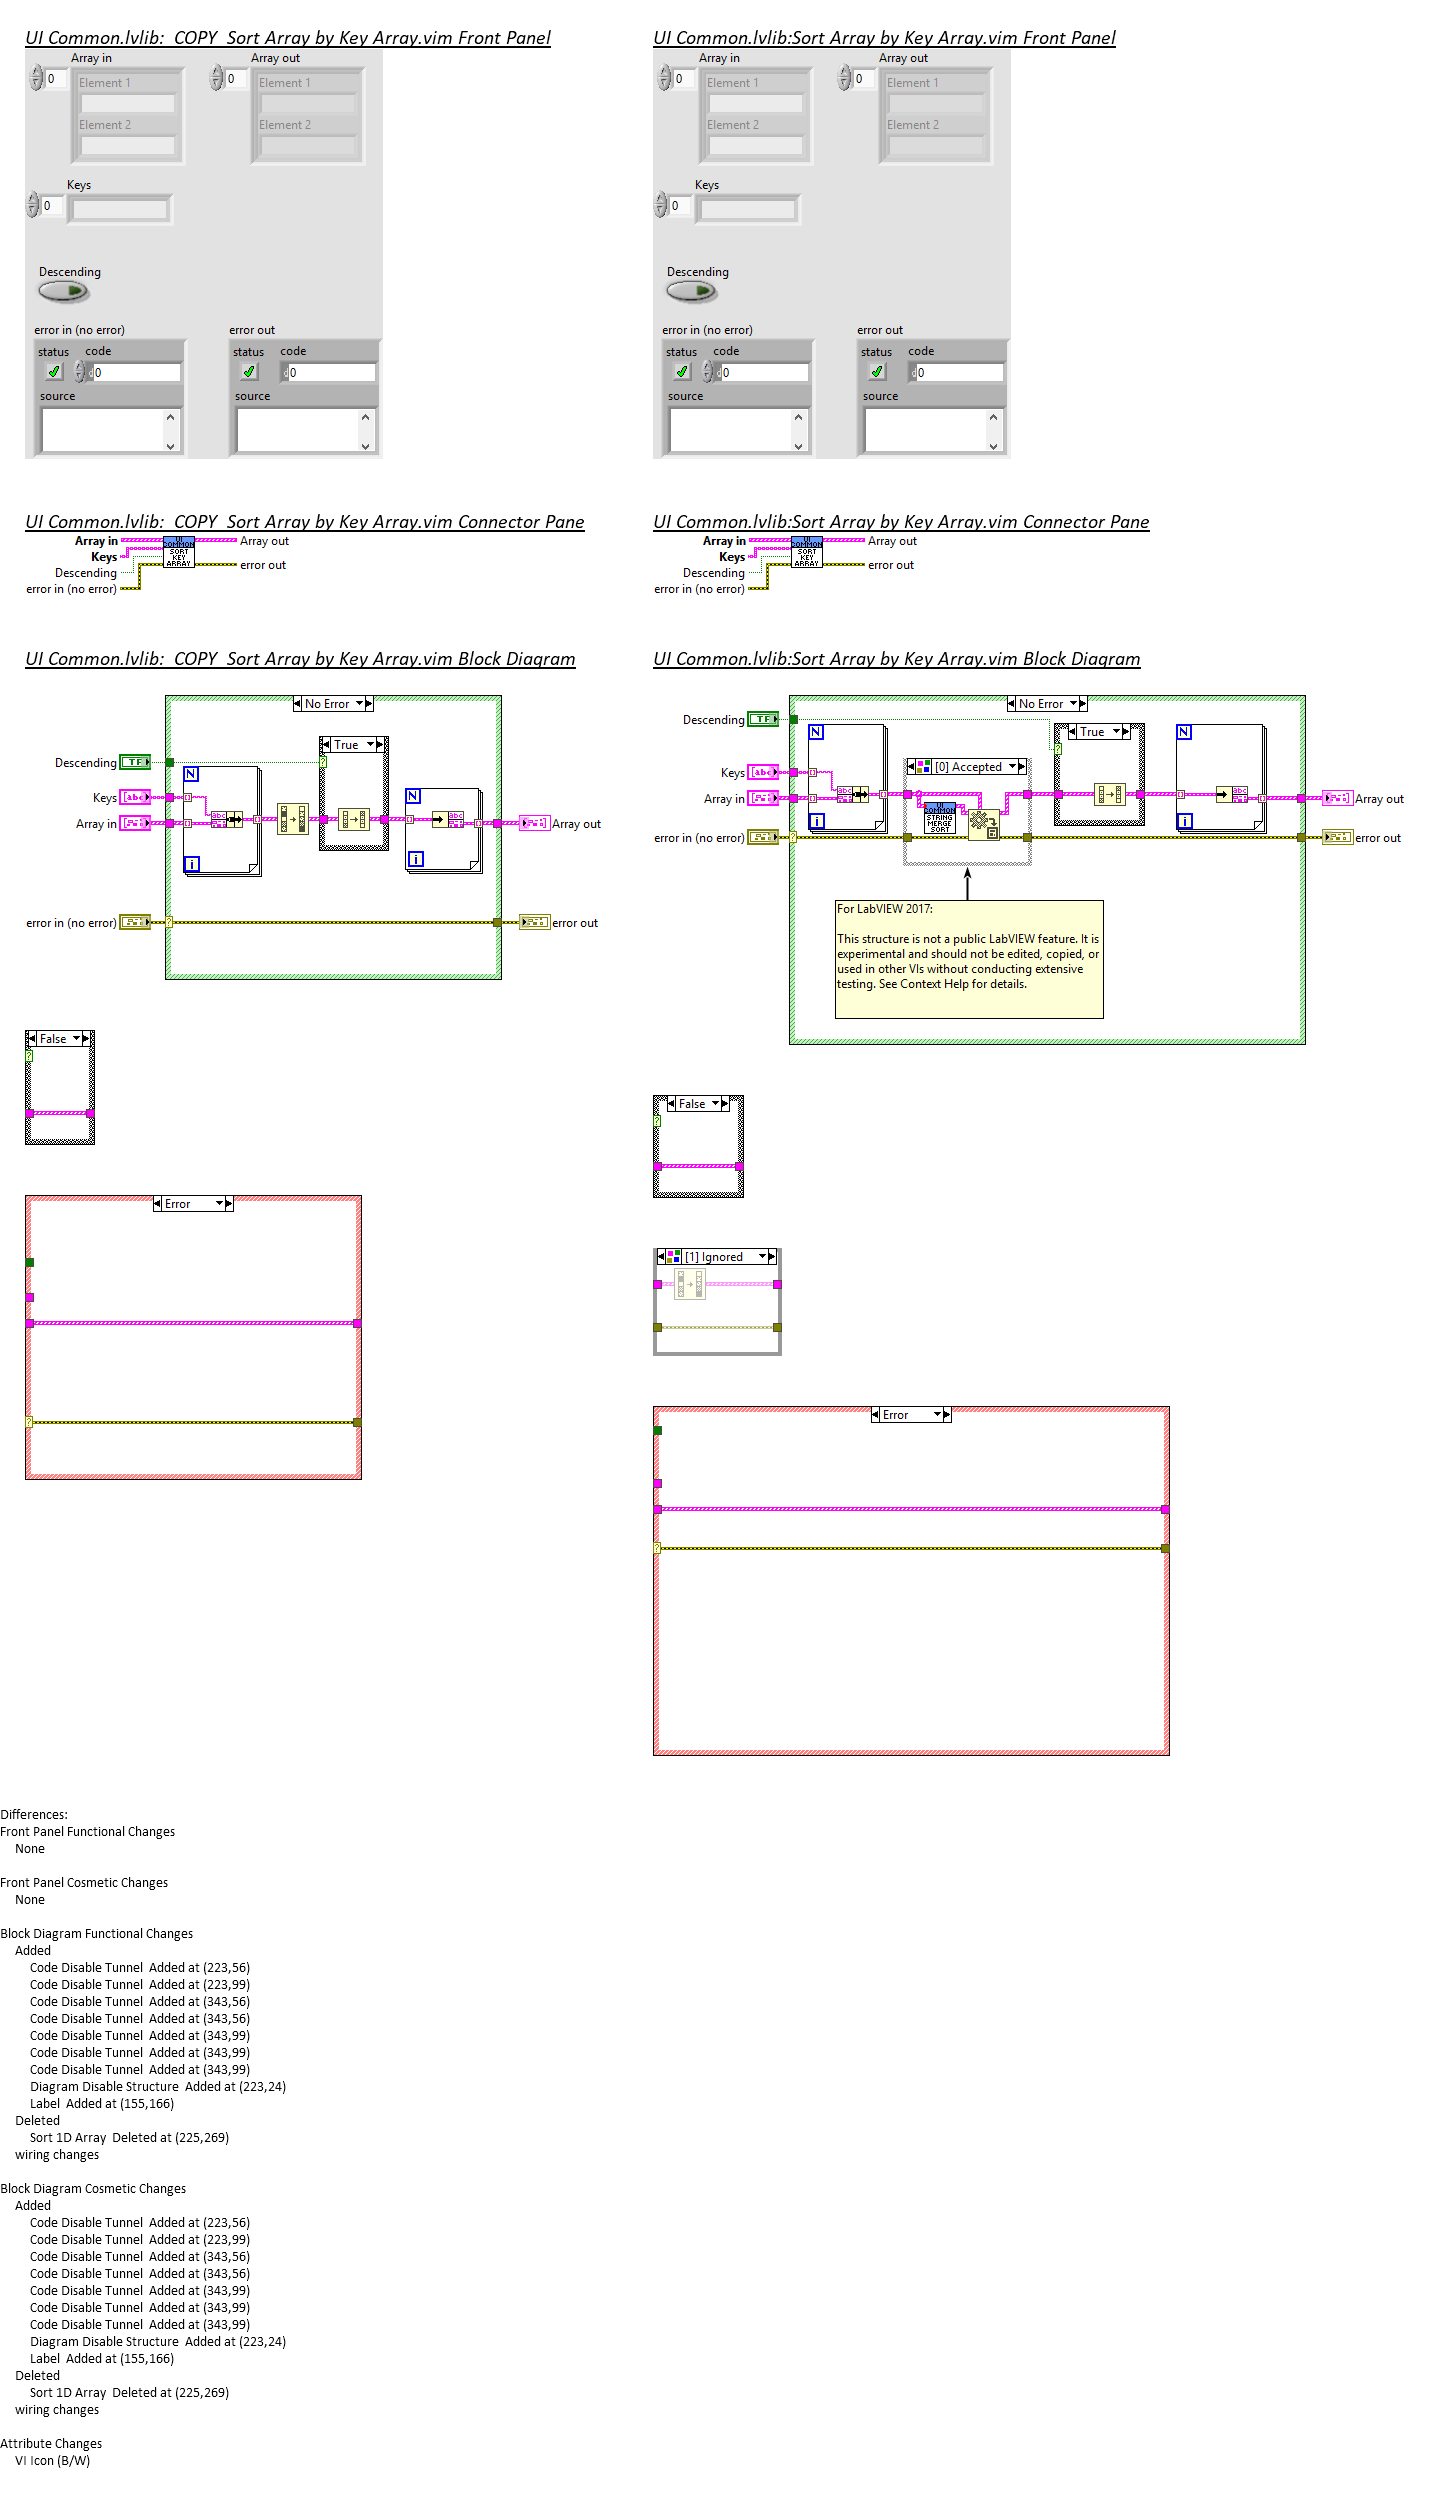 UI Common.lvlib:  COPY  Sort Array by Key Array.vim Front Panel
Array in
Array out
0
0
Element 1
Element 1
Element 2
Element 2
Keys
0
Descending
error in (no error)
error out
status
code
status
code
0
0
source
source
UI Common.lvlib:Sort Array by Key Array.vim Front Panel
Array in
Array out
0
0
Element 1
Element 1
Element 2
Element 2
Keys
0
Descending
error in (no error)
error out
status
code
status
code
0
0
source
source
UI Common.lvlib:  COPY  Sort Array by Key Array.vim Connector Pane
Array in
Keys
Descending
error in (no error)
UI
COMMON
SORT
KEY
ARRAY
Array out
error out
UI Common.lvlib:Sort Array by Key Array.vim Connector Pane
Array in
Keys
Descending
error in (no error)
UI
COMMON
SORT
KEY
ARRAY
Array out
error out
UI Common.lvlib:  COPY  Sort Array by Key Array.vim Block Diagram
No Error
True
Descending
TF
N
Keys
abc
Array in
abc
N
abc
i
i
Array out
error in (no error)
error out
False
Error
UI Common.lvlib:Sort Array by Key Array.vim Block Diagram
No Error
Descending
TF
N
True
N
Keys
abc
[0] Accepted
Array in
abc
abc
Array out
i
UI
COMMON
STRING
MERGE
SORT
i
error in (no error)
error out
For LabVIEW 2017:
This structure is not a public LabVIEW feature. It is
experimental and should not be edited, copied, or
used in other VIs without conducting extensive
testing. See Context Help for details.
False
[1] Ignored
Error
Differences:
Front Panel Functional Changes
None
Front Panel Cosmetic Changes
None
Block Diagram Functional Changes
Added
Code Disable Tunnel  Added at (223,56)
Code Disable Tunnel  Added at (223,99)
Code Disable Tunnel  Added at (343,56)
Code Disable Tunnel  Added at (343,56)
Code Disable Tunnel  Added at (343,99)
Code Disable Tunnel  Added at (343,99)
Code Disable Tunnel  Added at (343,99)
Diagram Disable Structure  Added at (223,24)
Label  Added at (155,166)
Deleted
Sort 1D Array  Deleted at (225,269)
wiring changes
Block Diagram Cosmetic Changes
Added
Code Disable Tunnel  Added at (223,56)
Code Disable Tunnel  Added at (223,99)
Code Disable Tunnel  Added at (343,56)
Code Disable Tunnel  Added at (343,56)
Code Disable Tunnel  Added at (343,99)
Code Disable Tunnel  Added at (343,99)
Code Disable Tunnel  Added at (343,99)
Diagram Disable Structure  Added at (223,24)
Label  Added at (155,166)
Deleted
Sort 1D Array  Deleted at (225,269)
wiring changes
Attribute Changes
VI Icon (B/W)